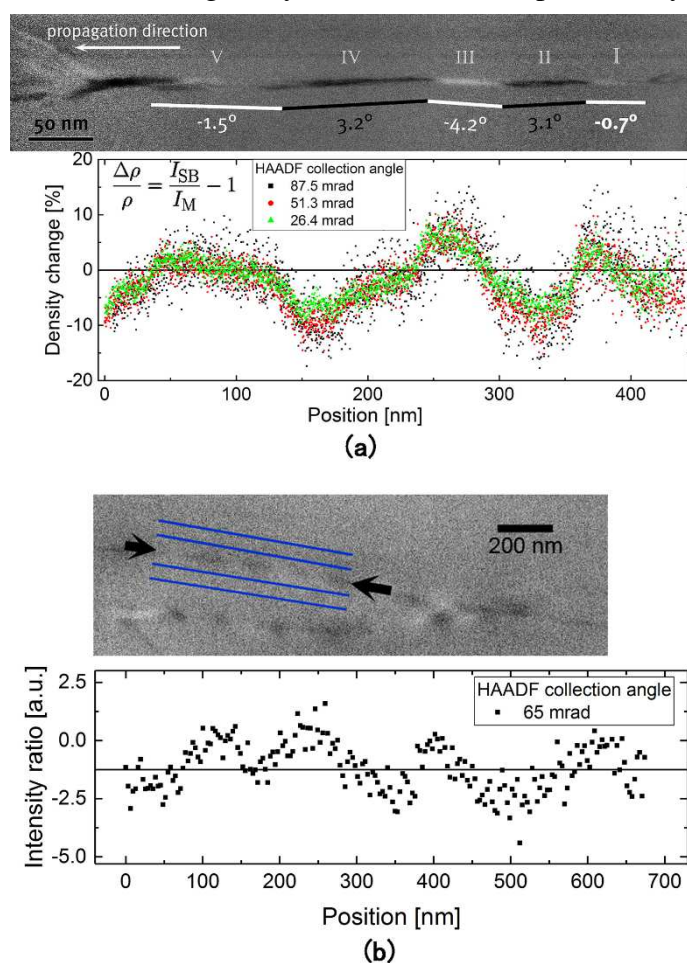 propagation direction
V IV III II I
50 nm
-1.5° 3.2° -4.2° 3.1° -0.7°
Δρ/ρ = I_SB/I_M − 1
HAADF collection angle
87.5 mrad
51.3 mrad
26.4 mrad
Density change [%]
20
10
0
-10
-20
0 100 200 300 400
Position [nm]
(a)
200 nm
HAADF collection angle
65 mrad
Intensity ratio [a.u.]
2.5
0.0
-2.5
-5.0
0 100 200 300 400 500 600 700
Position [nm]
(b)